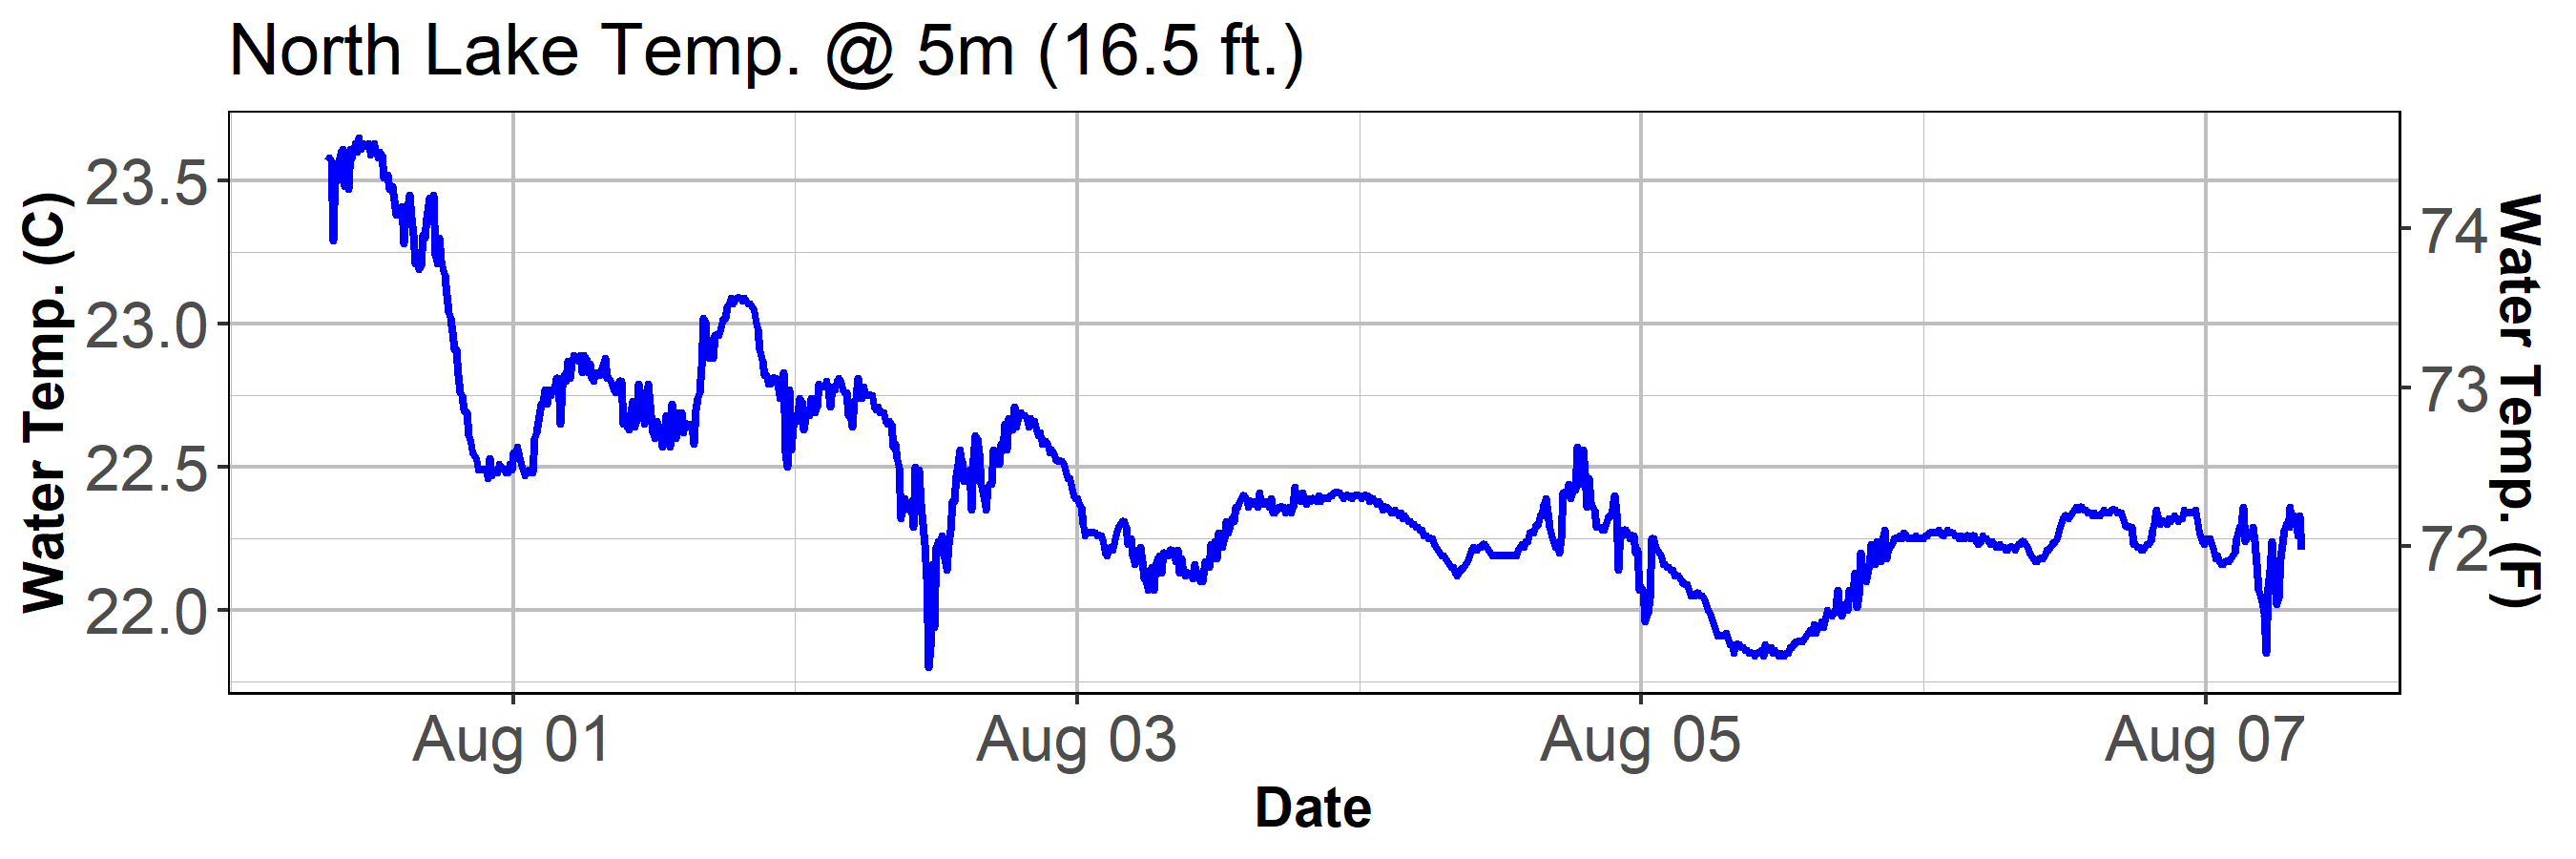 North Lake Temp. @ 5m (16.5 ft.)
Water Temp. (C)
23.5
23.0
22.5
22.0
74
73
72
Water Temp. (F)
Aug 01 Aug 03 Aug 05 Aug 07
Date